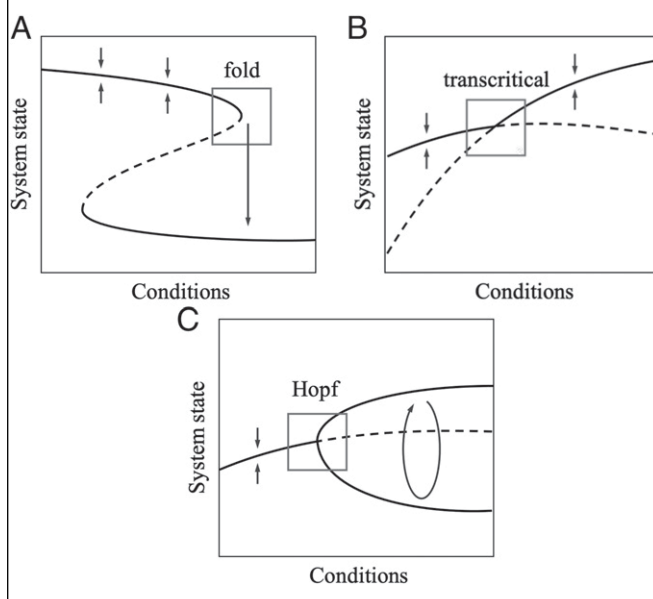 A
fold
System state
Conditions
B
transcritical
System state
Conditions
C
Hopf
System state
Conditions